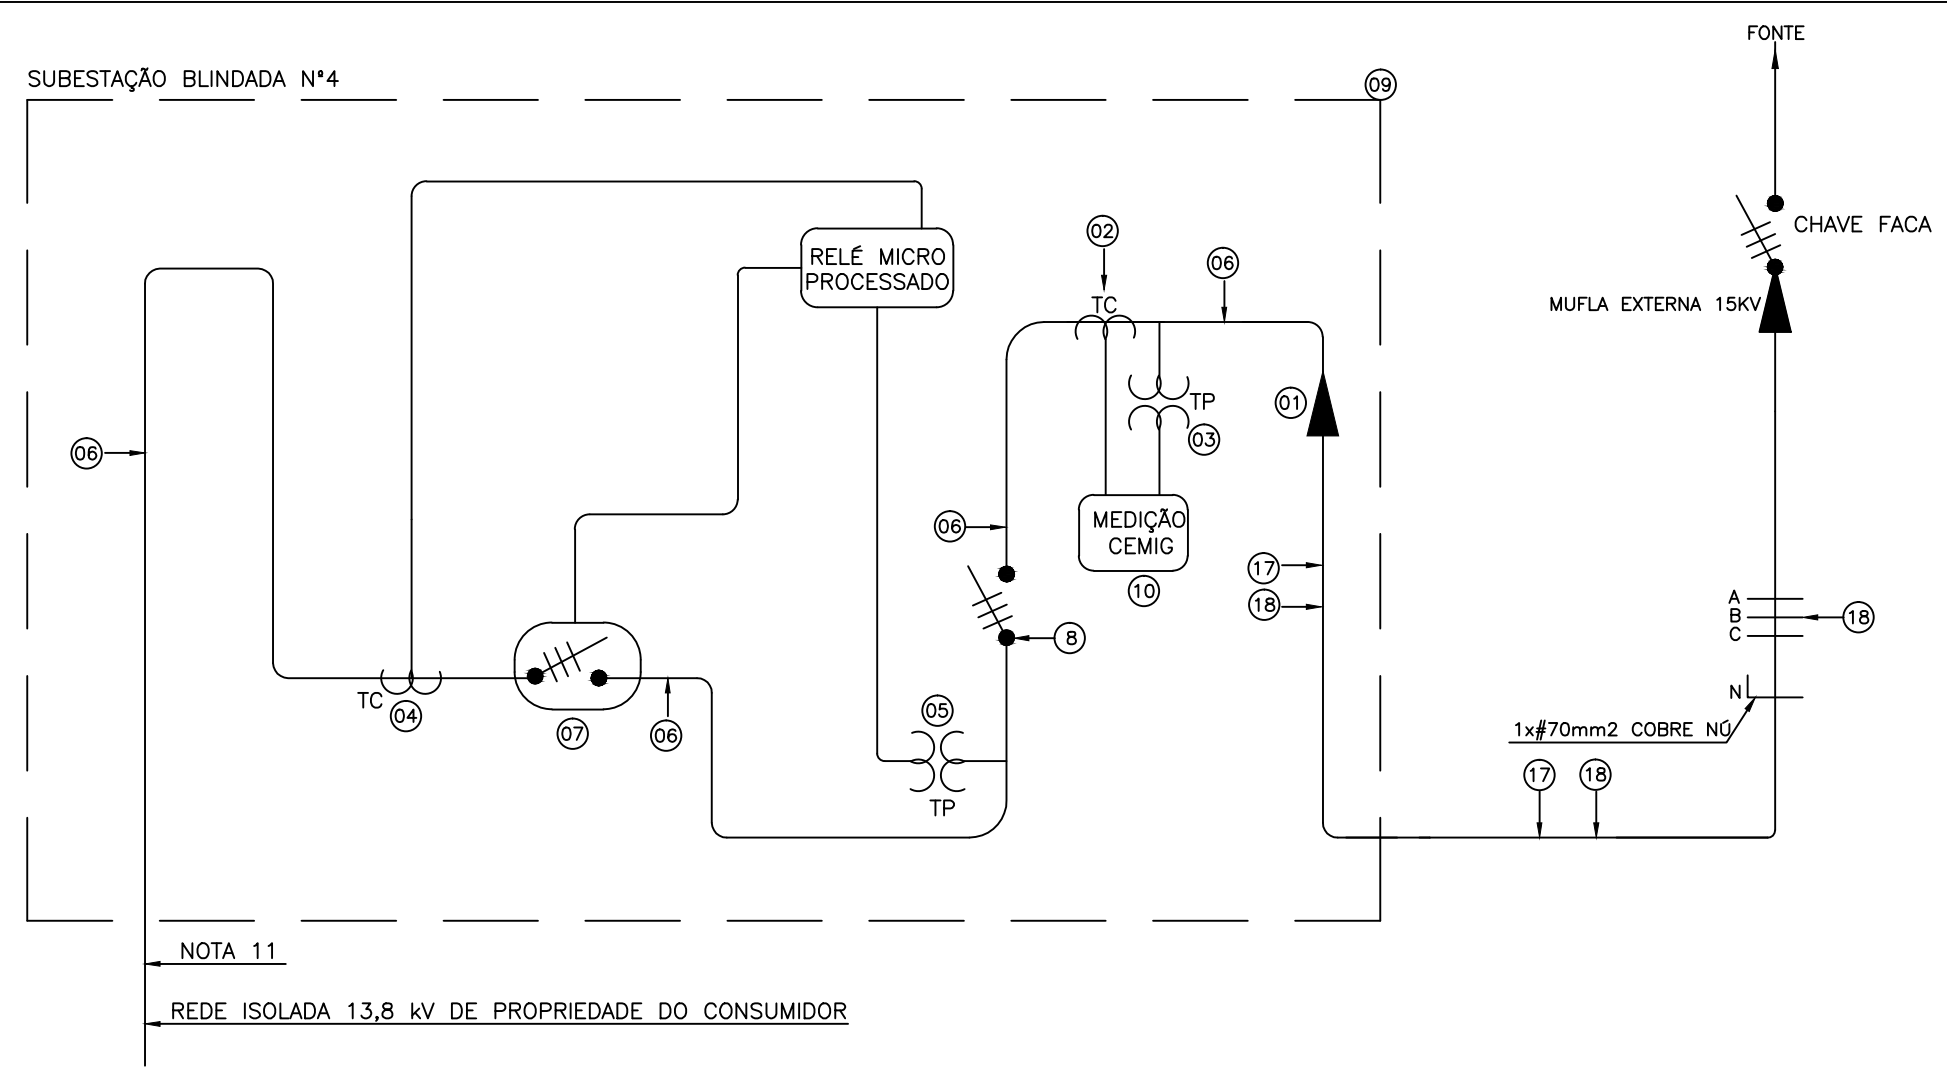 FONTE
SUBESTAÇÃO BLINDADA Nº4
09
CHAVE FACA
02
RELÉ MICRO
PROCESSADO
06
TC
MUFLA EXTERNA 15KV
01
TP
03
06
MEDIÇÃO
CEMIG
06
10
17
18
8
A
B
C
18
N
TC
04
05
07
06
1x#70mm2 COBRE NÚ
17
18
TP
NOTA 11
REDE ISOLADA 13,8 kV DE PROPRIEDADE DO CONSUMIDOR